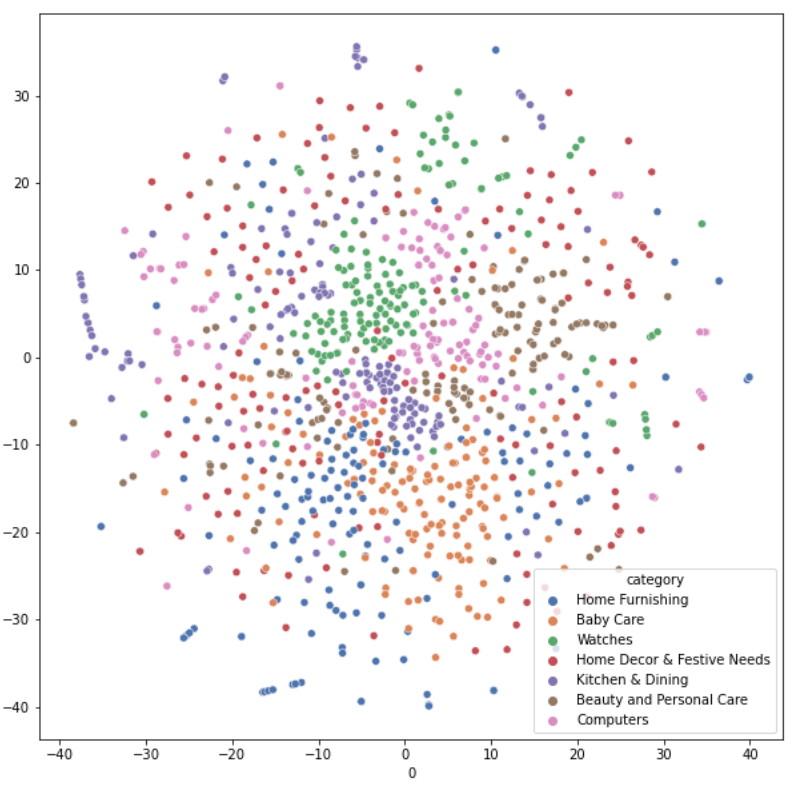 30
20
10
0
−10
−20
−30
−40
−40 −30 −20 −10 0 10 20 30 40
0
category
Home Furnishing
Baby Care
Watches
Home Decor & Festive Needs
Kitchen & Dining
Beauty and Personal Care
Computers